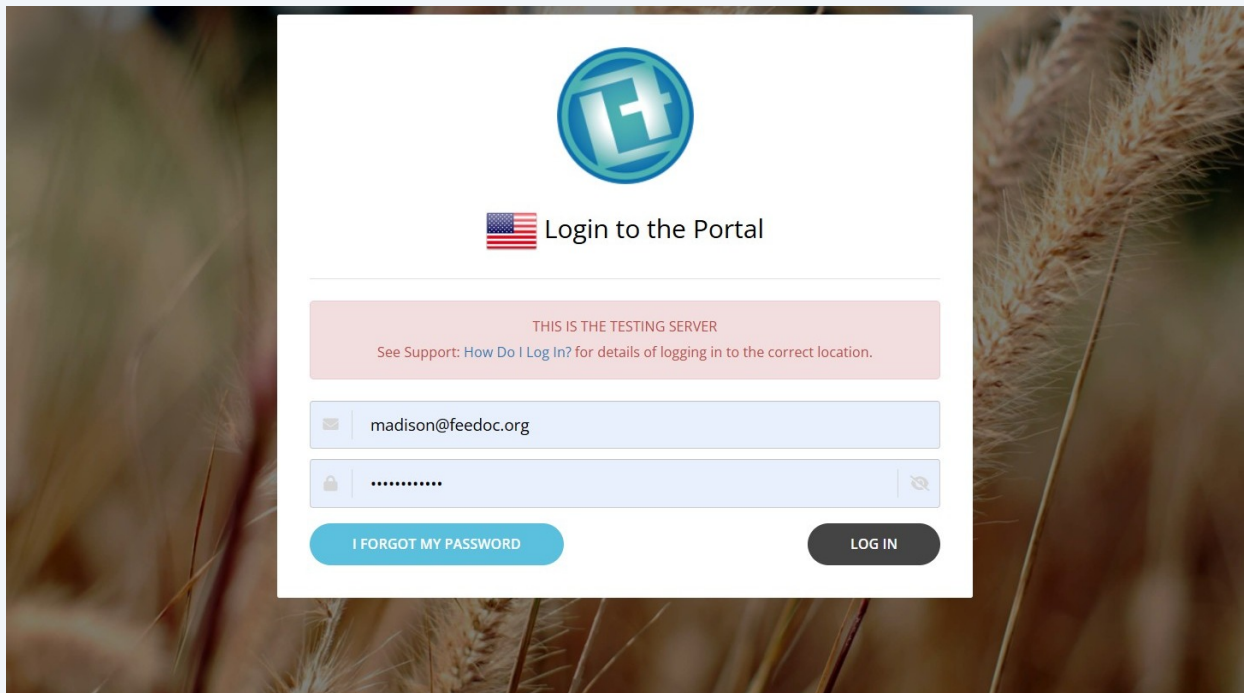 Login to the Portal
THIS IS THE TESTING SERVER
See Support: How Do I Log In? for details of logging in to the correct location.
madison@feedoc.org
••••••••••••
I FORGOT MY PASSWORD
LOG IN